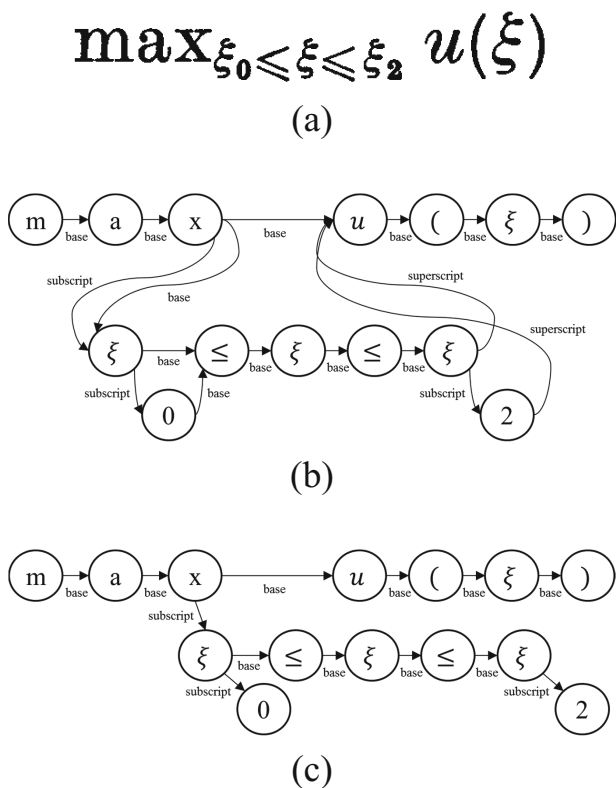 max_{ξ_0⩽ξ⩽ξ_2} u(ξ)
(a)
m a x u ( ξ )
base base base base base base
subscript base superscript
superscript
ξ ≤ ξ ≤ ξ
base base base base
subscript base subscript
0 2
(b)
m a x u ( ξ )
base base base base base base
subscript
ξ ≤ ξ ≤ ξ
base base base base
subscript subscript
0 2
(c)